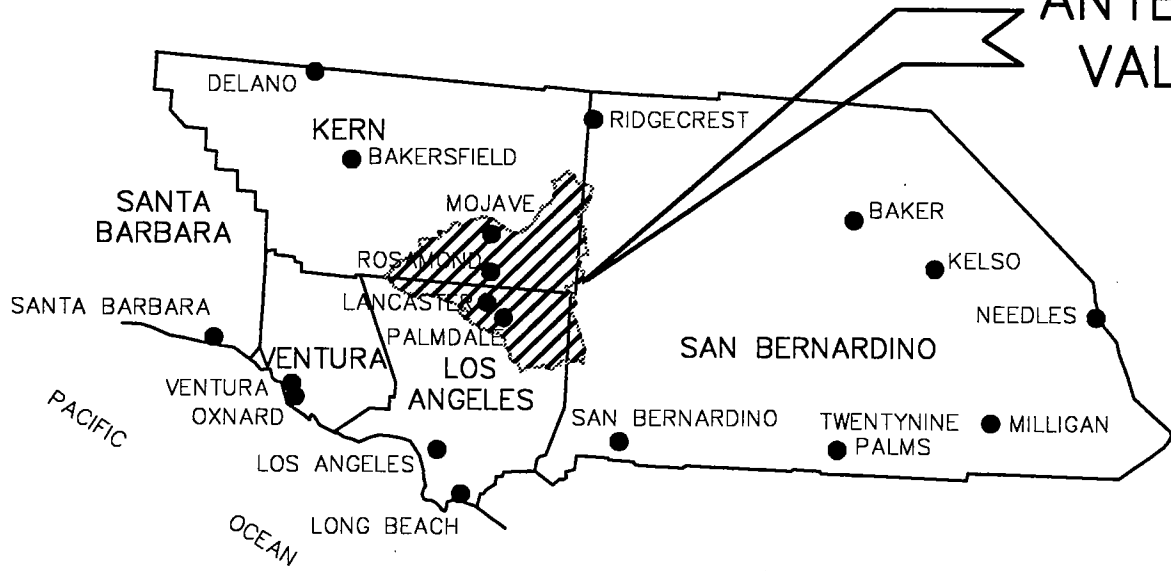 VAL
DELANO
RIDGECREST
KERN
BAKERSFIELD
SANTA
BARBARA
MOJAVE
BAKER
ROSAMOND
KELSO
SANTA BARBARA
LANCASTER
NEEDLES
PALMDALE
VENTURA
LOS
ANGELES
SAN BERNARDINO
VENTURA
OXNARD
PACIFIC
SAN BERNARDINO
TWENTYNINE
PALMS
MILLIGAN
LOS ANGELES
LONG BEACH
OCEAN